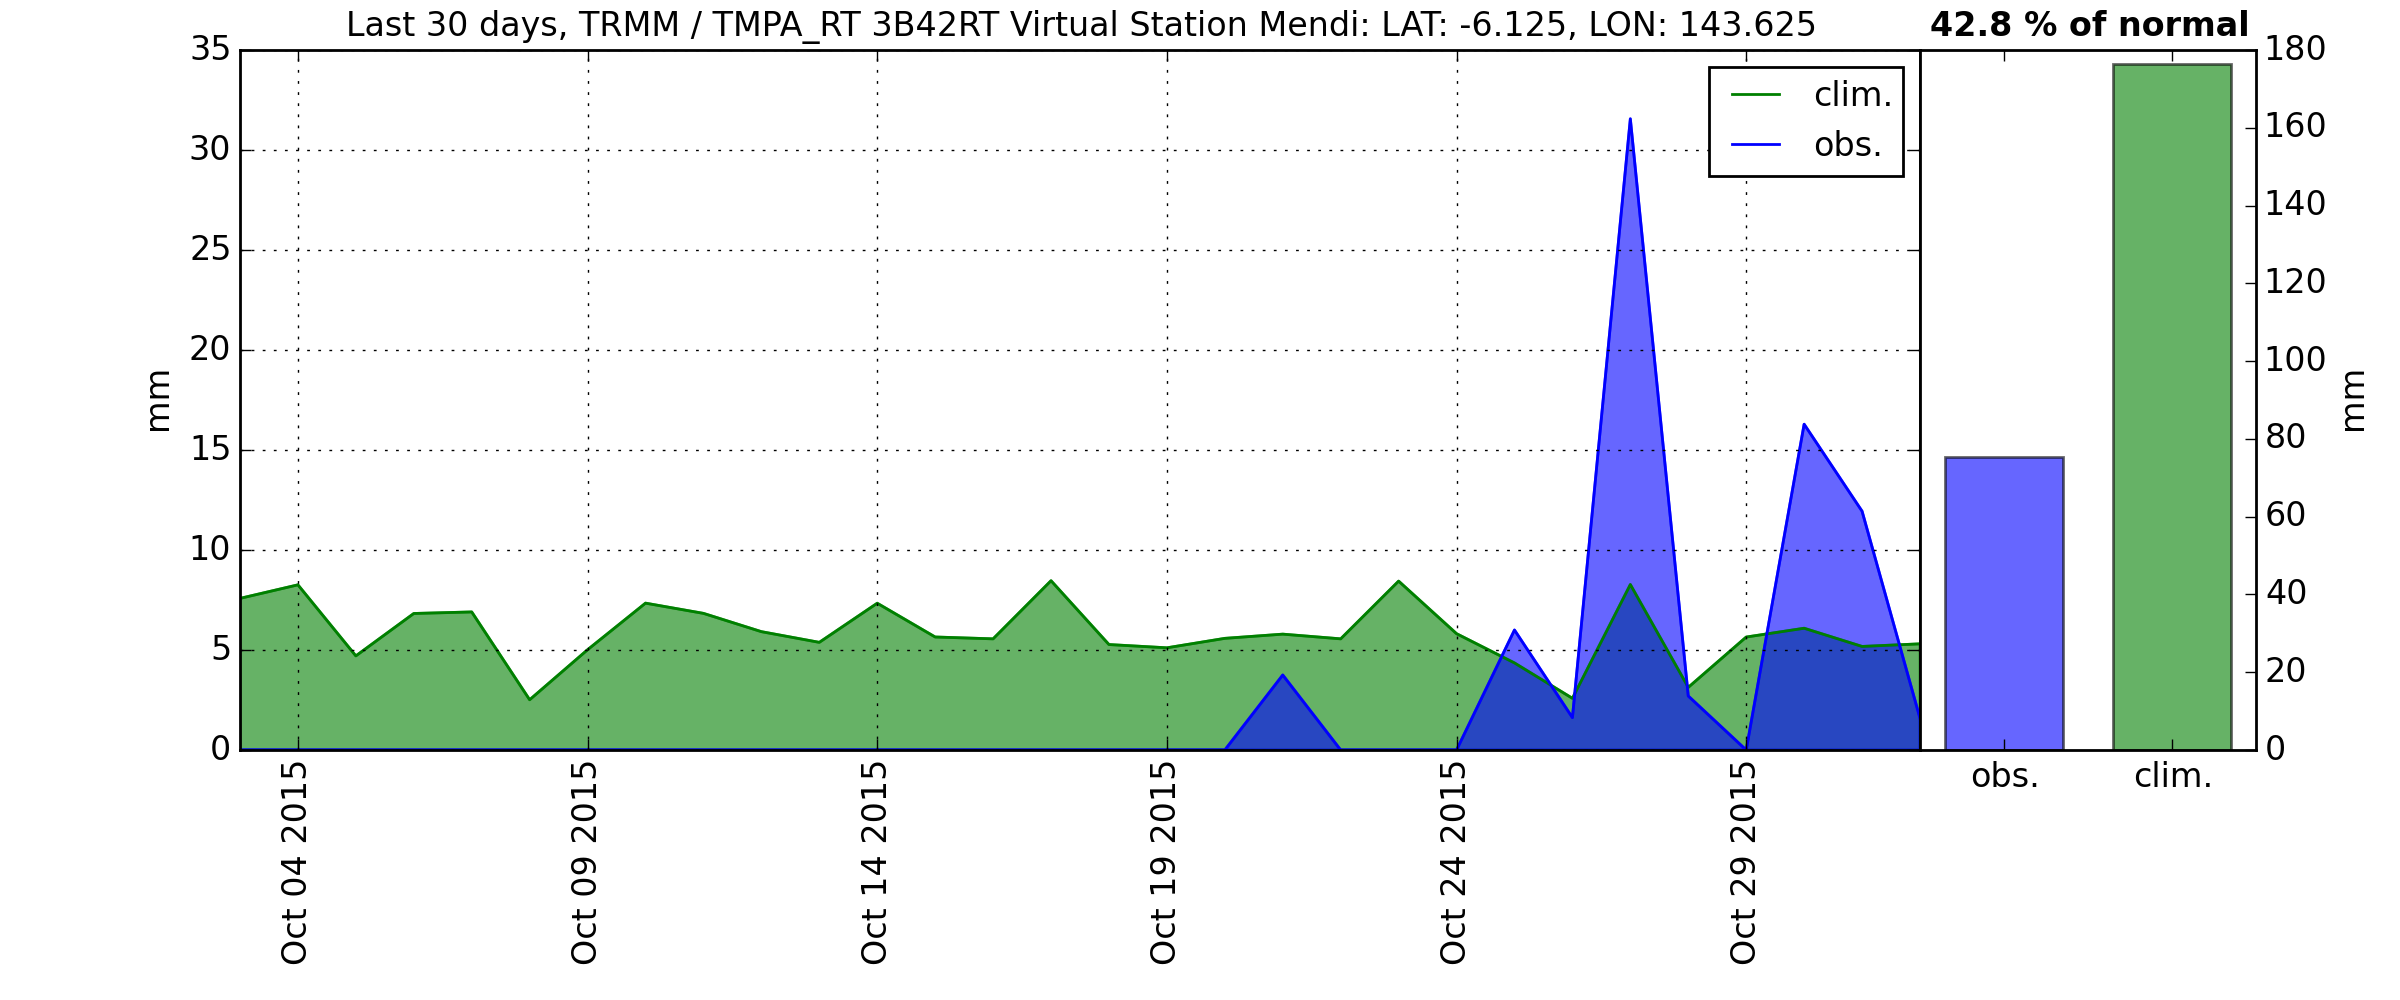 Last 30 days, TRMM / TMPA_RT 3B42RT Virtual Station Mendi: LAT: -6.125, LON: 143.625
42.8 % of normal
35
30
25
20
15
10
5
0
mm
clim.
obs.
Oct 04 2015
Oct 09 2015
Oct 14 2015
Oct 19 2015
Oct 24 2015
Oct 29 2015
180
160
140
120
100
80
60
40
20
0
mm
obs.
clim.